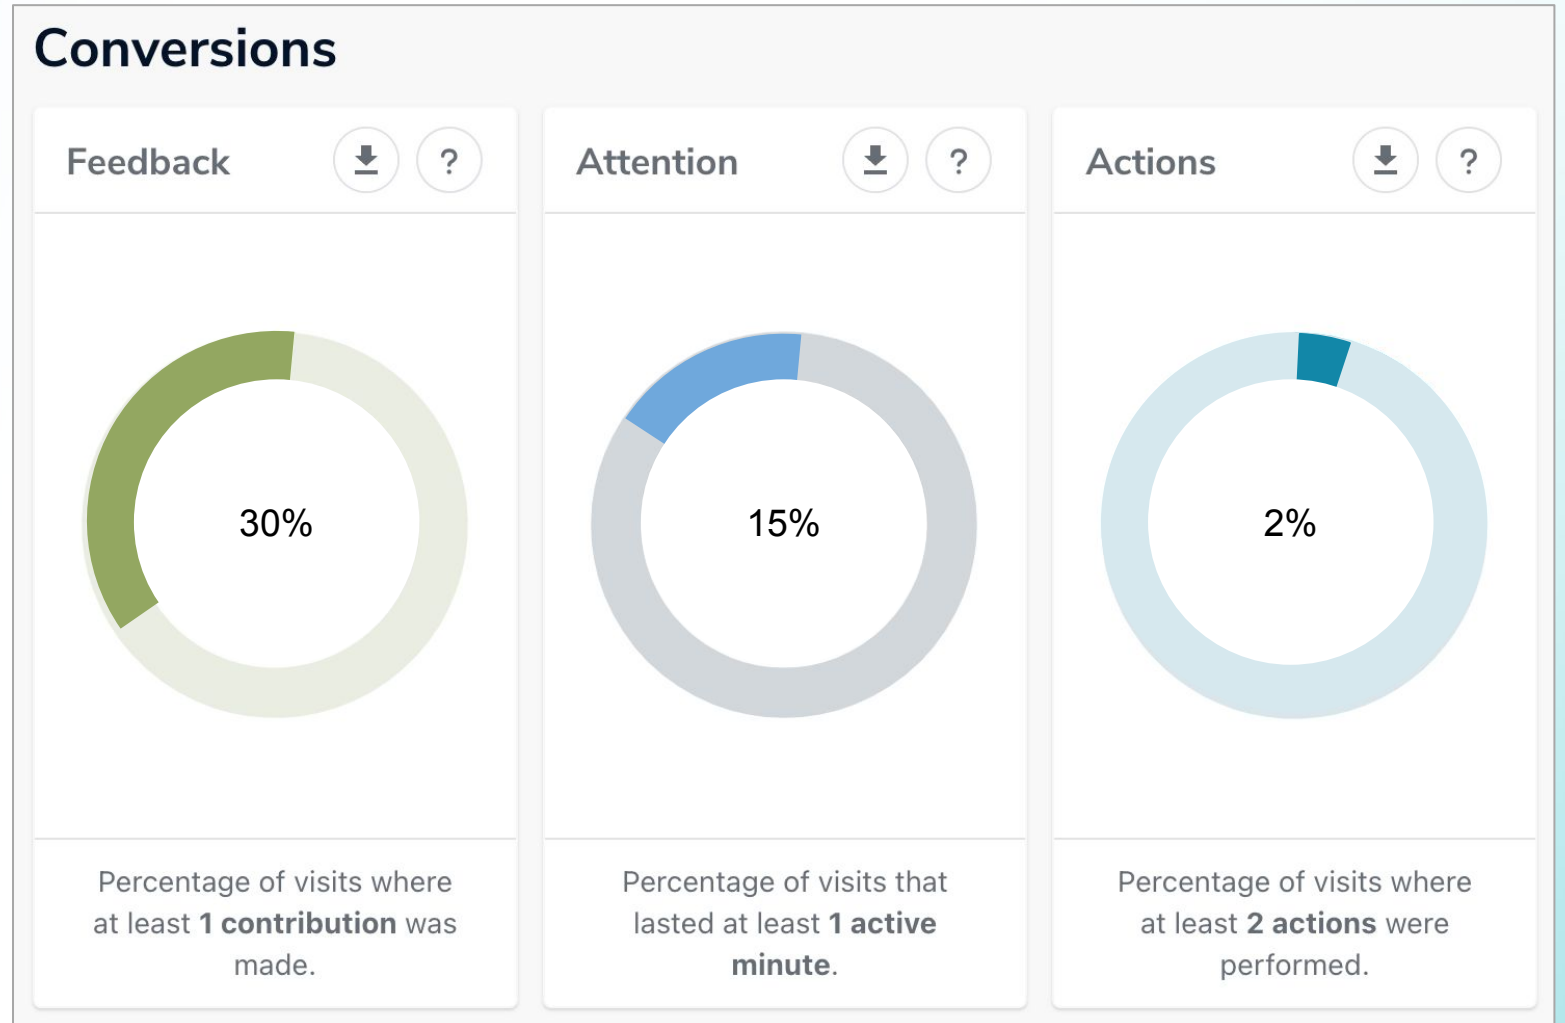 Conversions
Feedback
?
Attention
?
Actions
?
30%
15%
2%
Percentage of visits where
at least 1 contribution was
made.
Percentage of visits that
lasted at least 1 active
minute.
Percentage of visits where
at least 2 actions were
performed.